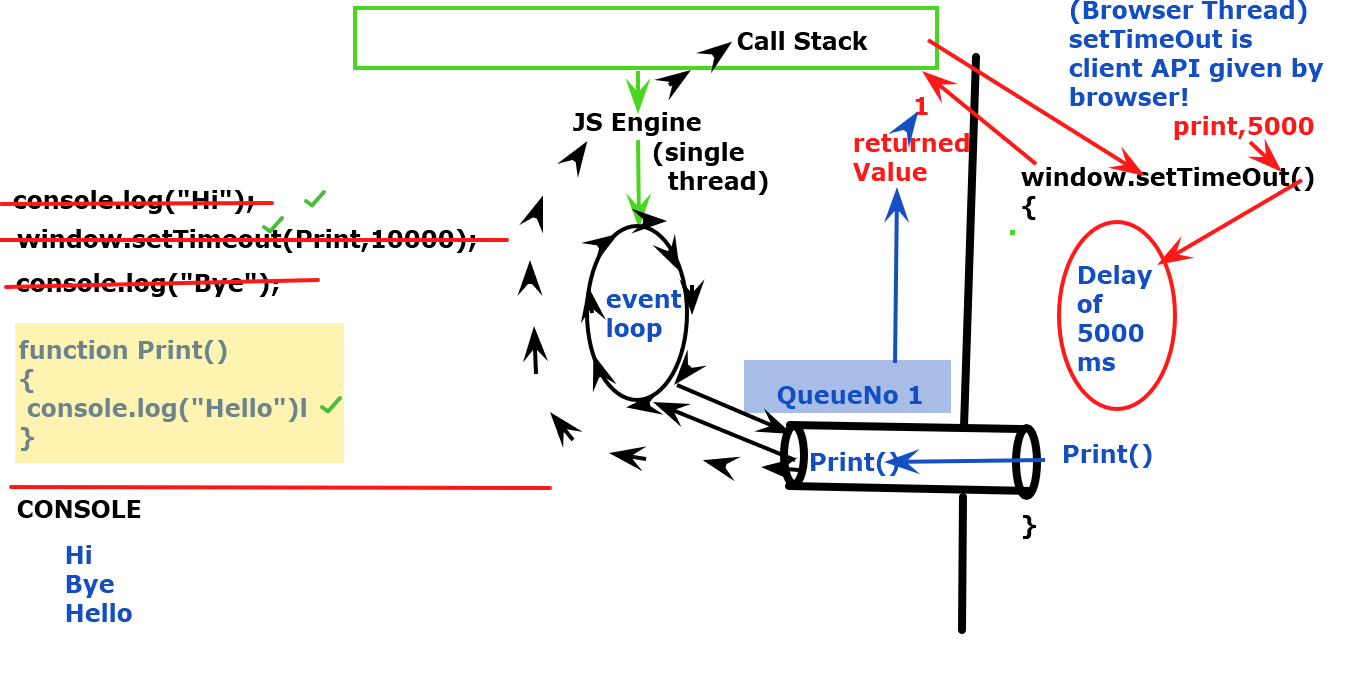 (Browser Thread)
setTimeOut is
client API given by
browser!
Call Stack
print,5000
1
returned
Value
JS Engine
(single
thread)
window.setTimeOut()
{
console.log("Hi");
window.setTimeout(Print,10000);
console.log("Bye");
event
loop
Delay
of
5000
ms
function Print()
{
console.log("Hello")l
}
QueueNo 1
Print()
Print()
}
CONSOLE
Hi
Bye
Hello